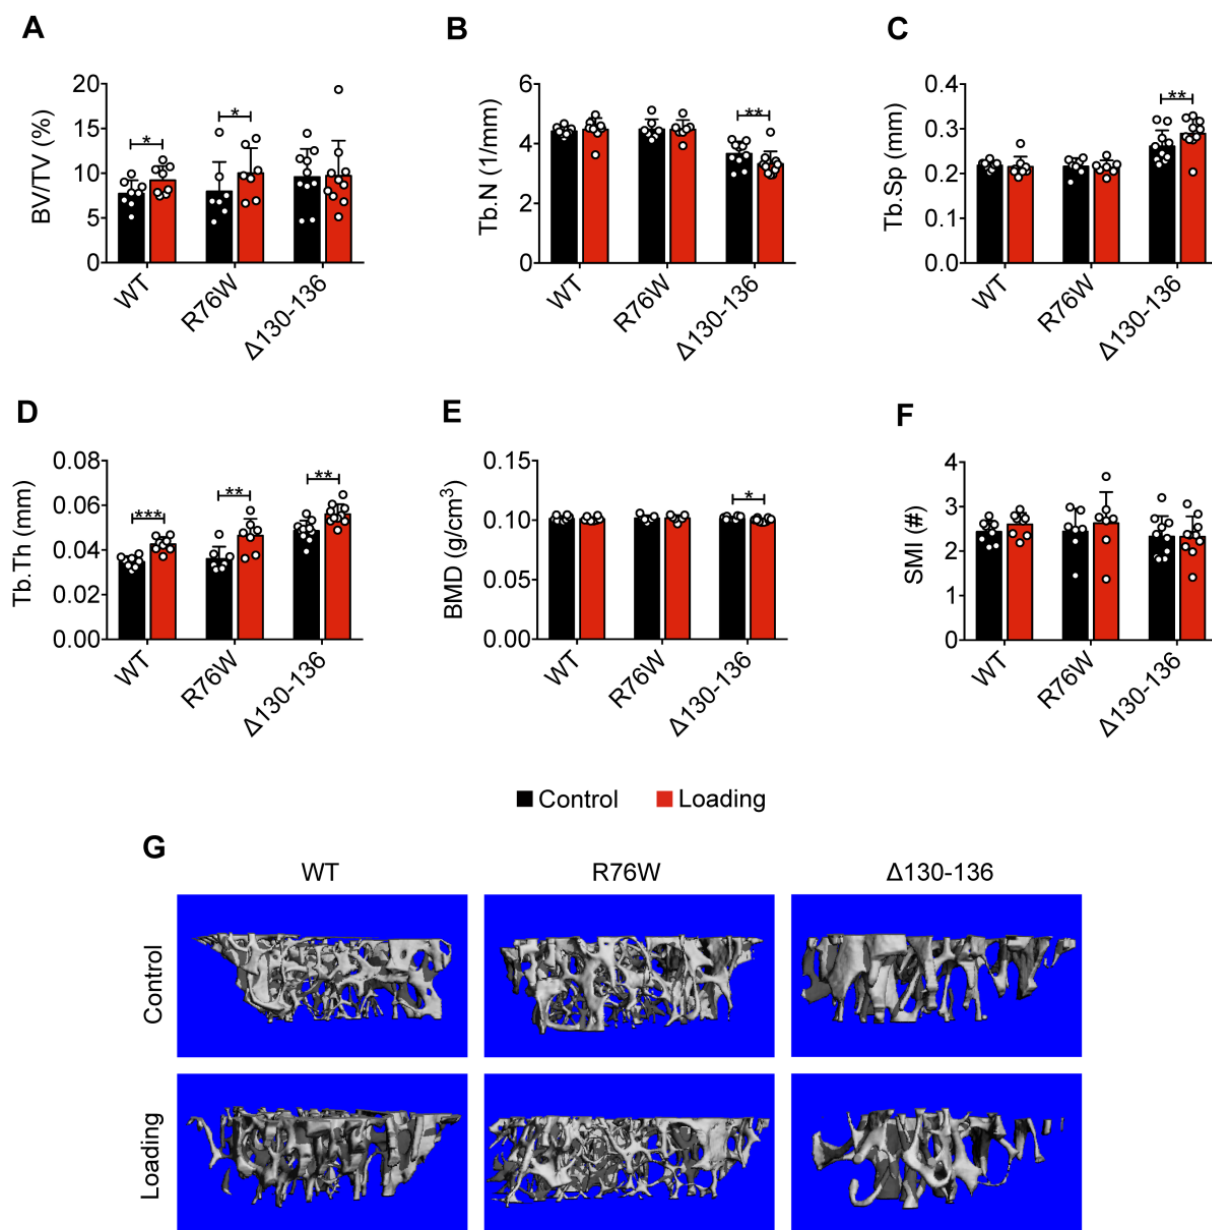 A
B
C
BV/TV (%)
20
15
10
5
0
*
*
WT
R76W
Δ130-136
Tb.N (1/mm)
6
4
2
0
**
WT
R76W
Δ130-136
Tb.Sp (mm)
0.4
0.3
0.2
0.1
0.0
**
WT
R76W
Δ130-136
D
E
F
Tb.Th (mm)
0.08
0.06
0.04
0.02
0.00
***
**
**
WT
R76W
Δ130-136
BMD (g/cm³)
0.15
0.10
0.05
0.00
*
WT
R76W
Δ130-136
SMI (#)
4
3
2
1
0
WT
R76W
Δ130-136
Control Loading
G
WT R76W Δ130-136
Control
Loading